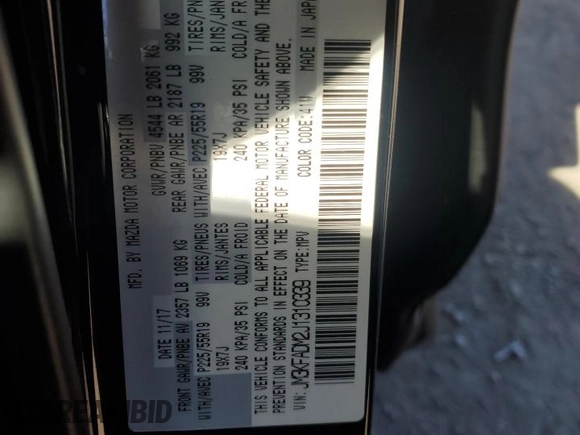 MFD. BY MAZDA MOTOR CORPORATION
DATE 11/17 GVWR/PNBV 4544 LB 2061 KG
FRONT GAWR/PNBE AV 2357 LB 1069 KG REAR GAWR/PNBE AR 2187 LB 992 KG
WITH/AVEC P225/55R19 99V TIRES/PNEUS WITH/AVEC P225/55R19 99V TIRES/PN
19X7J RIMS/JANTES 19X7J RIMS/JANT
240 KPA/35 PSI COLD/A FROID 240 KPA/35 PSI COLD/A FRO
THIS VEHICLE CONFORMS TO ALL APPLICABLE FEDERAL MOTOR VEHICLE SAFETY AND THE
PREVENTION STANDARDS IN EFFECT ON THE DATE OF MANUFACTURE SHOWN ABOVE.
VIN: JM3KFADM2J1310339 TYPE:MPV COLOR CODE:41V MADE IN JAPA